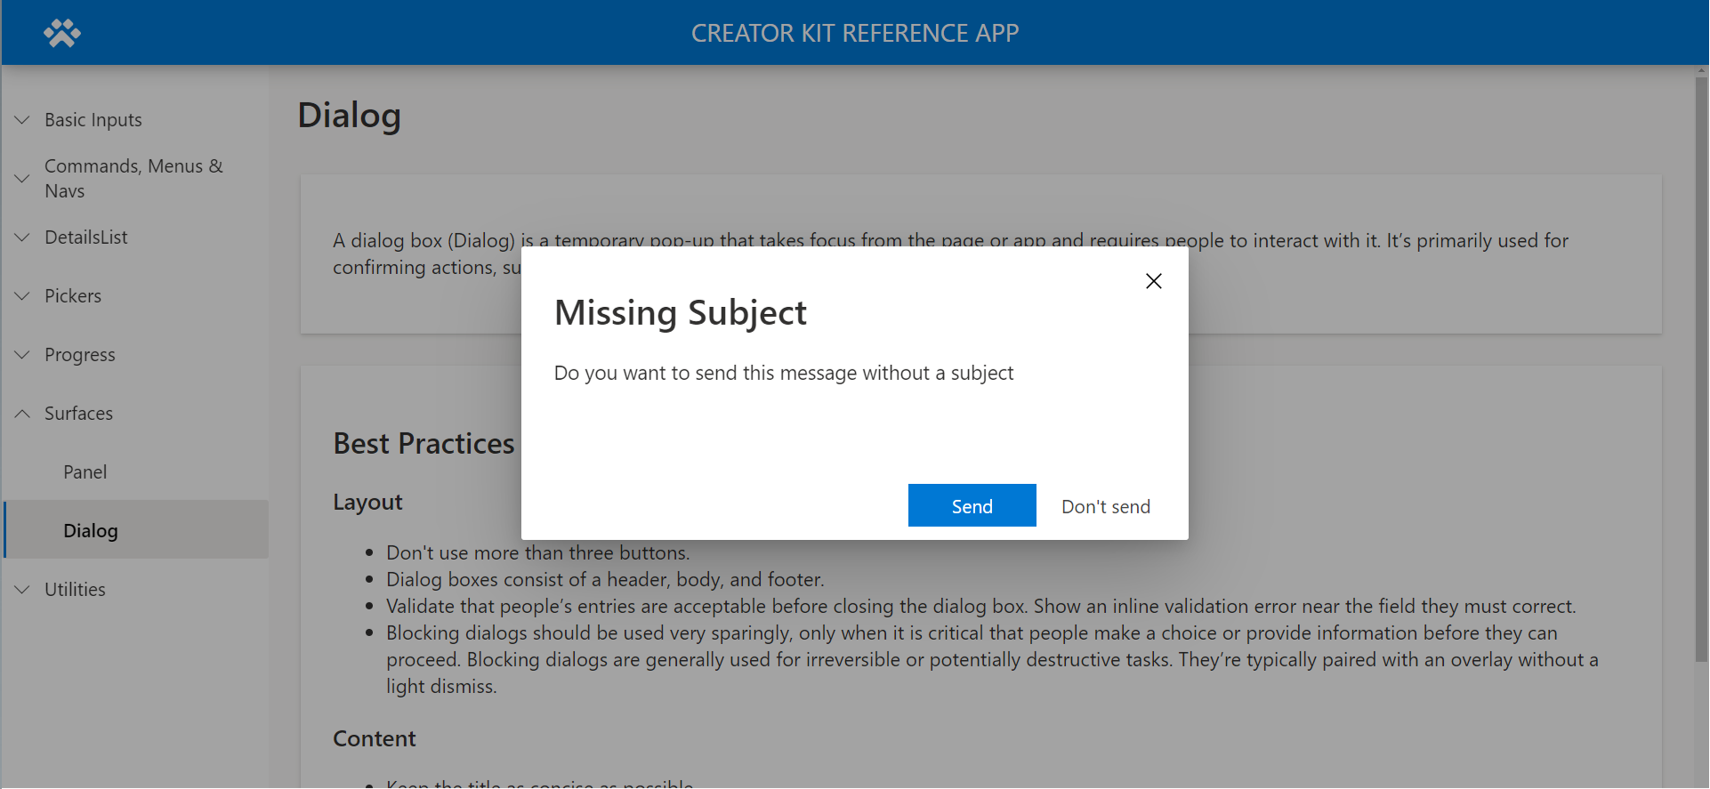 CREATOR KIT REFERENCE APP
Basic Inputs
Commands, Menus &
Navs
DetailsList
Pickers
Progress
Surfaces
Panel
Dialog
Utilities
Dialog
A dialog box (Dialog) is a temporary pop-up that takes focus from the page or app and requires people to interact with it. It’s primarily used for
confirming actions, su
Missing Subject
Do you want to send this message without a subject
Send
Don't send
Best Practices
Layout
Don't use more than three buttons.
Dialog boxes consist of a header, body, and footer.
Validate that people’s entries are acceptable before closing the dialog box. Show an inline validation error near the field they must correct.
Blocking dialogs should be used very sparingly, only when it is critical that people make a choice or provide information before they can
proceed. Blocking dialogs are generally used for irreversible or potentially destructive tasks. They’re typically paired with an overlay without a
light dismiss.
Content
Keep the title as concise as possible